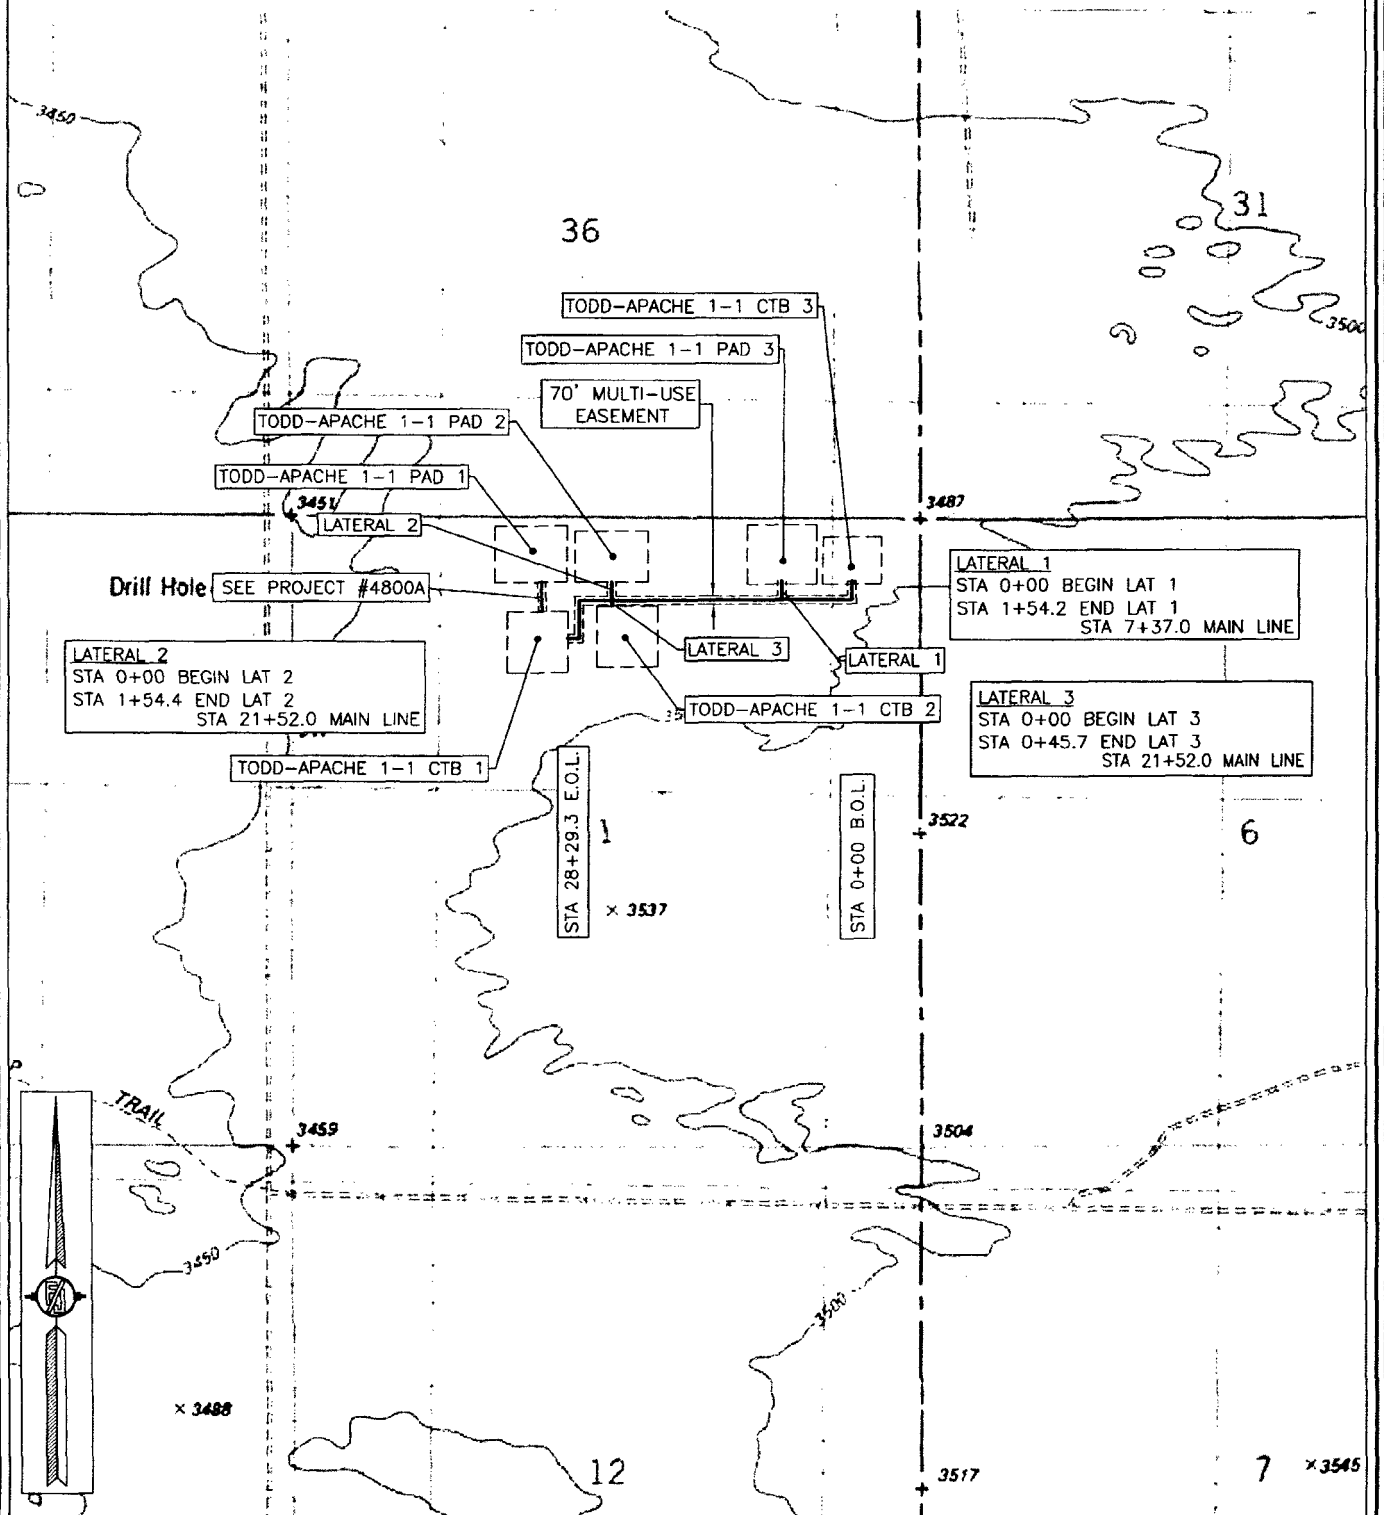 3450
36
31
TODD-APACHE 1-1 CTB 3
3500
TODD-APACHE 1-1 PAD 3
70' MULTI-USE
EASEMENT
TODD-APACHE 1-1 PAD 2
TODD-APACHE 1-1 PAD 1
3451
LATERAL 2
3487
Drill Hole
SEE PROJECT #4800A
LATERAL 1
STA 0+00 BEGIN LAT 1
STA 1+54.2 END LAT 1
STA 7+37.0 MAIN LINE
LATERAL 3
LATERAL 1
LATERAL 2
STA 0+00 BEGIN LAT 2
STA 1+54.4 END LAT 2
STA 21+52.0 MAIN LINE
TODD-APACHE 1-1 CTB 2
LATERAL 3
STA 0+00 BEGIN LAT 3
STA 0+45.7 END LAT 3
STA 21+52.0 MAIN LINE
TODD-APACHE 1-1 CTB 1
STA 28+29.3 E.O.L.
1
STA 0+00 B.O.L.
3522
6
3537
TRAIL
3459
3504
3450
3500
3488
12
3517
7
3545